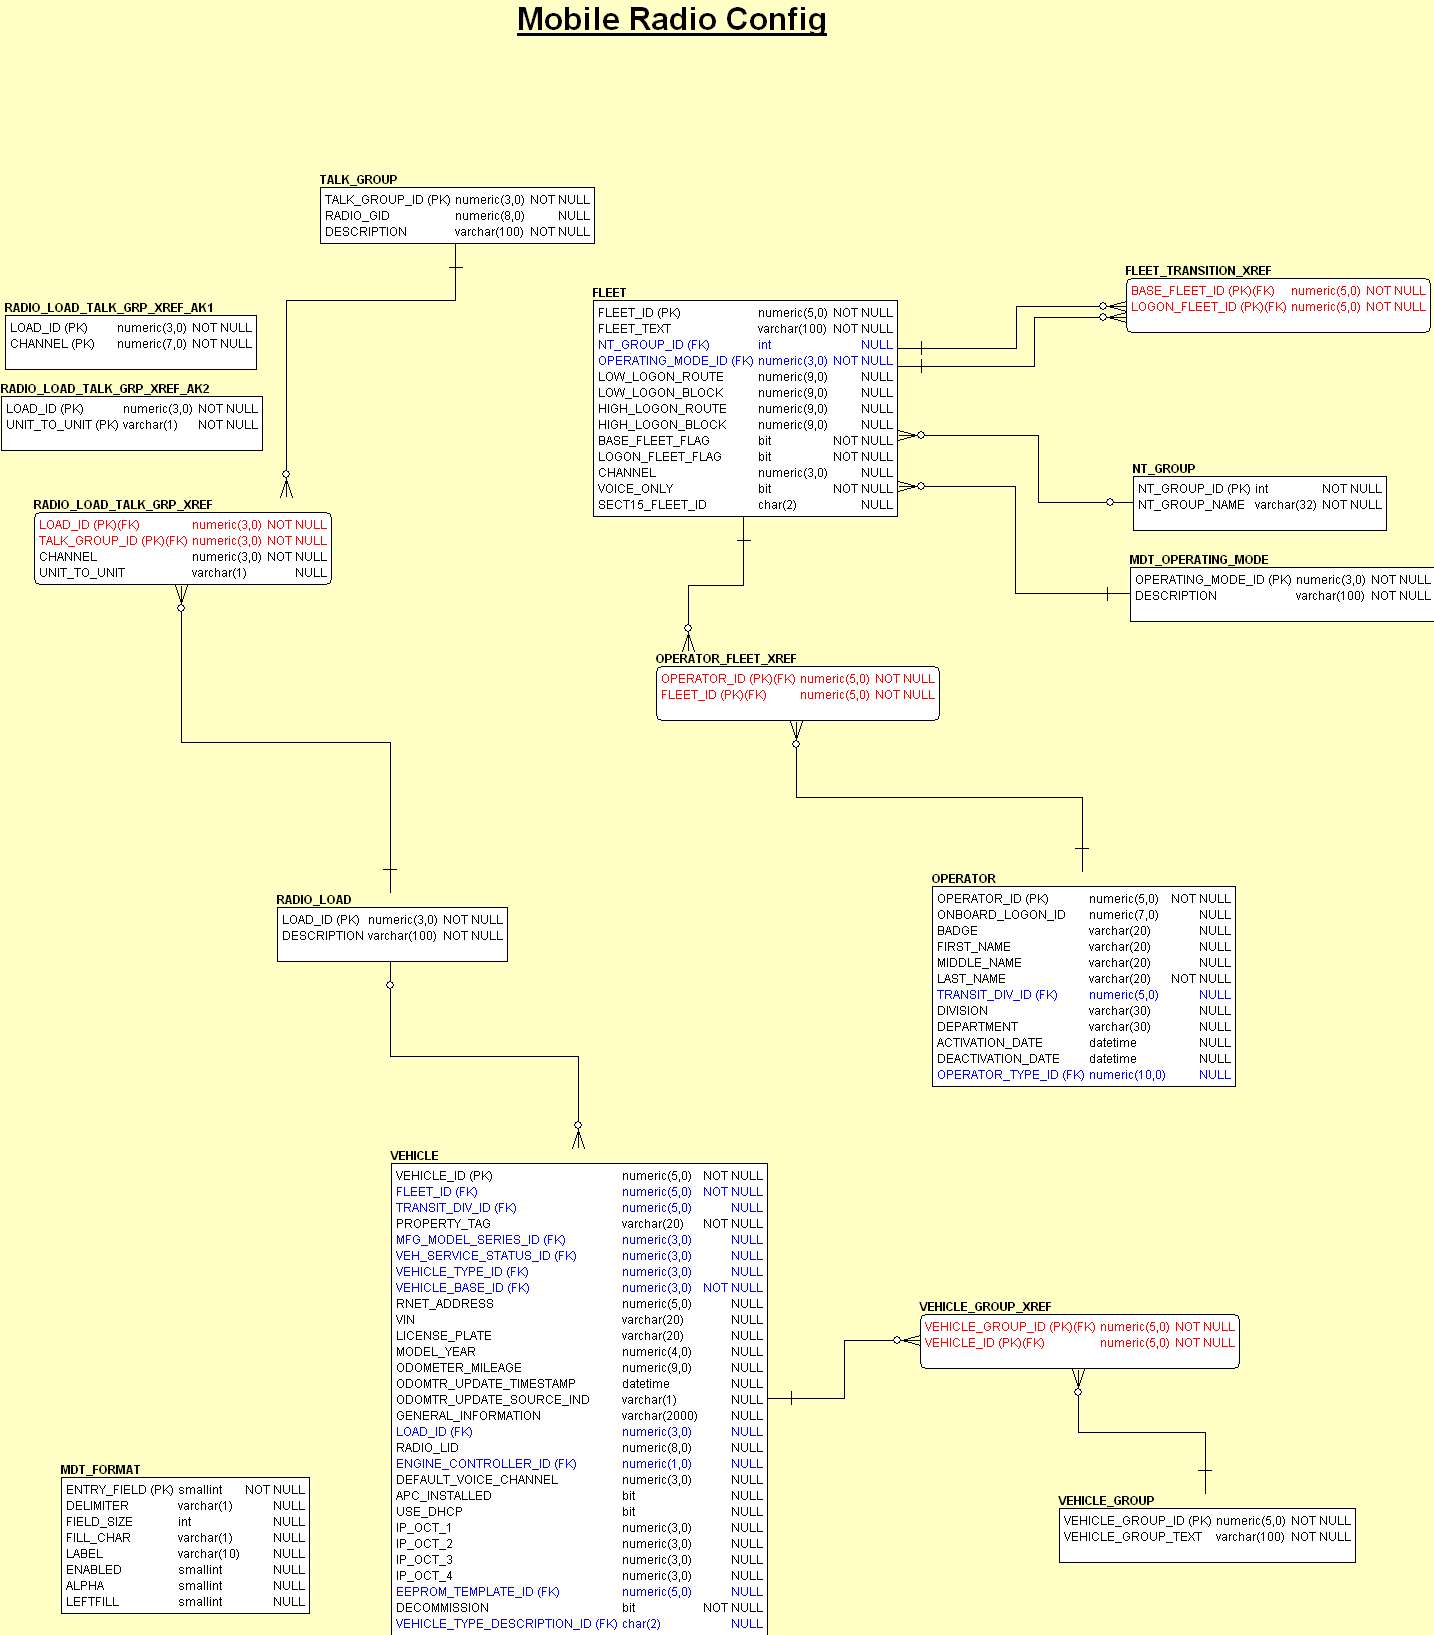 Mobile Radio Config
TALK_GROUP
TALK_GROUP_ID (PK) numeric(3,0) NOT NULL
RADIO_GID numeric(8,0) NULL
DESCRIPTION varchar(100) NOT NULL
RADIO_LOAD_TALK_GRP_XREF_AK1
LOAD_ID (PK) numeric(3,0) NOT NULL
CHANNEL (PK) numeric(7,0) NOT NULL
RADIO_LOAD_TALK_GRP_XREF_AK2
LOAD_ID (PK) numeric(3,0) NOT NULL
UNIT_TO_UNIT (PK) varchar(1) NOT NULL
RADIO_LOAD_TALK_GRP_XREF
LOAD_ID (PK)(FK) numeric(3,0) NOT NULL
TALK_GROUP_ID (PK)(FK) numeric(3,0) NOT NULL
CHANNEL numeric(3,0) NOT NULL
UNIT_TO_UNIT varchar(1) NULL
FLEET
FLEET_ID (PK) numeric(5,0) NOT NULL
FLEET_TEXT varchar(100) NOT NULL
NT_GROUP_ID (FK) int NULL
OPERATING_MODE_ID (FK) numeric(3,0) NOT NULL
LOW_LOGON_ROUTE numeric(9,0) NULL
LOW_LOGON_BLOCK numeric(9,0) NULL
HIGH_LOGON_ROUTE numeric(9,0) NULL
HIGH_LOGON_BLOCK numeric(9,0) NULL
BASE_FLEET_FLAG bit NOT NULL
LOGON_FLEET_FLAG bit NOT NULL
CHANNEL numeric(3,0) NULL
VOICE_ONLY bit NOT NULL
SECT15_FLEET_ID char(2) NULL
FLEET_TRANSITION_XREF
BASE_FLEET_ID (PK)(FK) numeric(5,0) NOT NULL
LOGON_FLEET_ID (PK)(FK) numeric(5,0) NOT NULL
NT_GROUP
NT_GROUP_ID (PK) int NOT NULL
NT_GROUP_NAME varchar(32) NOT NULL
MDT_OPERATING_MODE
OPERATING_MODE_ID (PK) numeric(3,0) NOT NULL
DESCRIPTION varchar(100) NOT NULL
OPERATOR_FLEET_XREF
OPERATOR_ID (PK)(FK) numeric(5,0) NOT NULL
FLEET_ID (PK)(FK) numeric(5,0) NOT NULL
OPERATOR
OPERATOR_ID (PK) numeric(5,0) NOT NULL
ONBOARD_LOGON_ID numeric(7,0) NULL
BADGE varchar(20) NULL
FIRST_NAME varchar(20) NULL
MIDDLE_NAME varchar(20) NULL
LAST_NAME varchar(20) NOT NULL
TRANSIT_DIV_ID (FK) numeric(5,0) NULL
DIVISION varchar(30) NULL
DEPARTMENT varchar(30) NULL
ACTIVATION_DATE datetime NULL
DEACTIVATION_DATE datetime NULL
OPERATOR_TYPE_ID (FK) numeric(10,0) NULL
RADIO_LOAD
LOAD_ID (PK) numeric(3,0) NOT NULL
DESCRIPTION varchar(100) NOT NULL
VEHICLE
VEHICLE_ID (PK) numeric(5,0) NOT NULL
FLEET_ID (FK) numeric(5,0) NOT NULL
TRANSIT_DIV_ID (FK) numeric(5,0) NULL
PROPERTY_TAG varchar(20) NOT NULL
MFG_MODEL_SERIES_ID (FK) numeric(3,0) NULL
VEH_SERVICE_STATUS_ID (FK) numeric(3,0) NULL
VEHICLE_TYPE_ID (FK) numeric(3,0) NULL
VEHICLE_BASE_ID (FK) numeric(3,0) NOT NULL
RNET_ADDRESS numeric(5,0) NULL
VIN varchar(20) NULL
LICENSE_PLATE varchar(20) NULL
MODEL_YEAR numeric(4,0) NULL
ODOMETER_MILEAGE numeric(9,0) NULL
ODOMTR_UPDATE_TIMESTAMP datetime NULL
ODOMTR_UPDATE_SOURCE_IND varchar(1) NULL
GENERAL_INFORMATION varchar(2000) NULL
LOAD_ID (FK) numeric(3,0) NULL
RADIO_LID numeric(8,0) NULL
ENGINE_CONTROLLER_ID (FK) numeric(1,0) NULL
DEFAULT_VOICE_CHANNEL numeric(3,0) NULL
APC_INSTALLED bit NULL
USE_DHCP bit NULL
IP_OCT_1 numeric(3,0) NULL
IP_OCT_2 numeric(3,0) NULL
IP_OCT_3 numeric(3,0) NULL
IP_OCT_4 numeric(3,0) NULL
EEPROM_TEMPLATE_ID (FK) numeric(5,0) NULL
DECOMMISSION bit NOT NULL
VEHICLE_TYPE_DESCRIPTION_ID (FK) char(2) NULL
VEHICLE_GROUP_XREF
VEHICLE_GROUP_ID (PK)(FK) numeric(5,0) NOT NULL
VEHICLE_ID (PK)(FK) numeric(5,0) NOT NULL
VEHICLE_GROUP
VEHICLE_GROUP_ID (PK) numeric(5,0) NOT NULL
VEHICLE_GROUP_TEXT varchar(100) NOT NULL
MDT_FORMAT
ENTRY_FIELD (PK) smallint NOT NULL
DELIMITER varchar(1) NULL
FIELD_SIZE int NULL
FILL_CHAR varchar(1) NULL
LABEL varchar(10) NULL
ENABLED smallint NULL
ALPHA smallint NULL
LEFTFILL smallint NULL